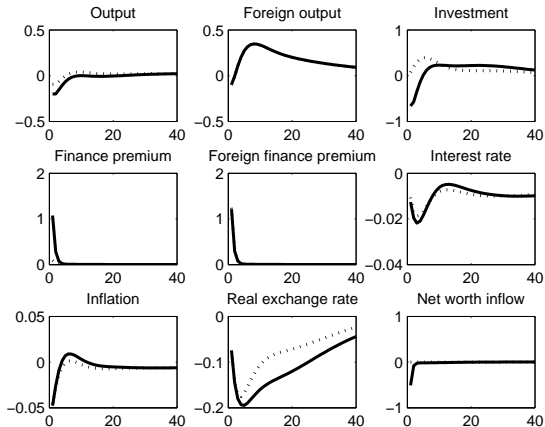 Output
Foreign output
Investment
0.5
0
−0.5
0 20 40
0.5
0
−0.5
0 20 40
1
0
−1
0 20 40
Finance premium
Foreign finance premium
Interest rate
2
1
0
0 20 40
2
1
0
0 20 40
0
−0.02
−0.04
0 20 40
Inflation
Real exchange rate
Net worth inflow
0.05
0
−0.05
0 20 40
0
−0.1
−0.2
0 20 40
1
0
−1
0 20 40